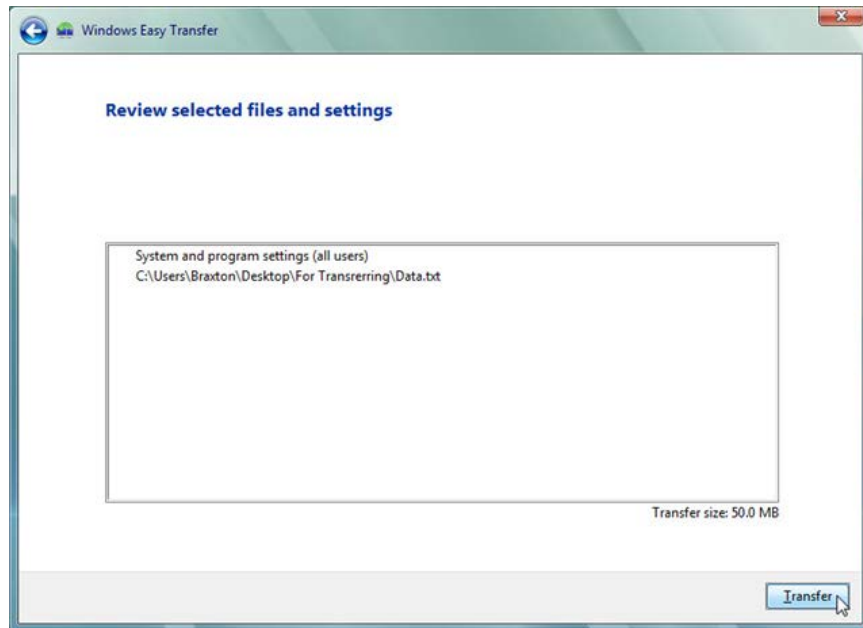 Windows Easy Transfer
Review selected files and settings
System and program settings (all users)
C:\Users\Braxton\Desktop\For Transrerring\Data.txt
Transfer size: 50.0 MB
Transfer